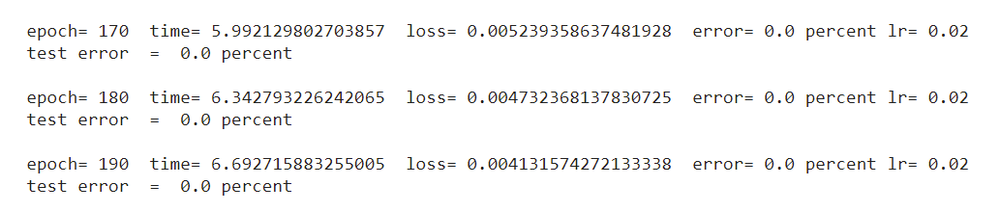 epoch= 170  time= 5.992129802703857  loss= 0.005239358637481928  error= 0.0 percent lr= 0.02
test error  =  0.0 percent
epoch= 180  time= 6.342793226242065  loss= 0.004732368137830725  error= 0.0 percent lr= 0.02
test error  =  0.0 percent
epoch= 190  time= 6.692715883255005  loss= 0.004131574272133338  error= 0.0 percent lr= 0.02
test error  =  0.0 percent